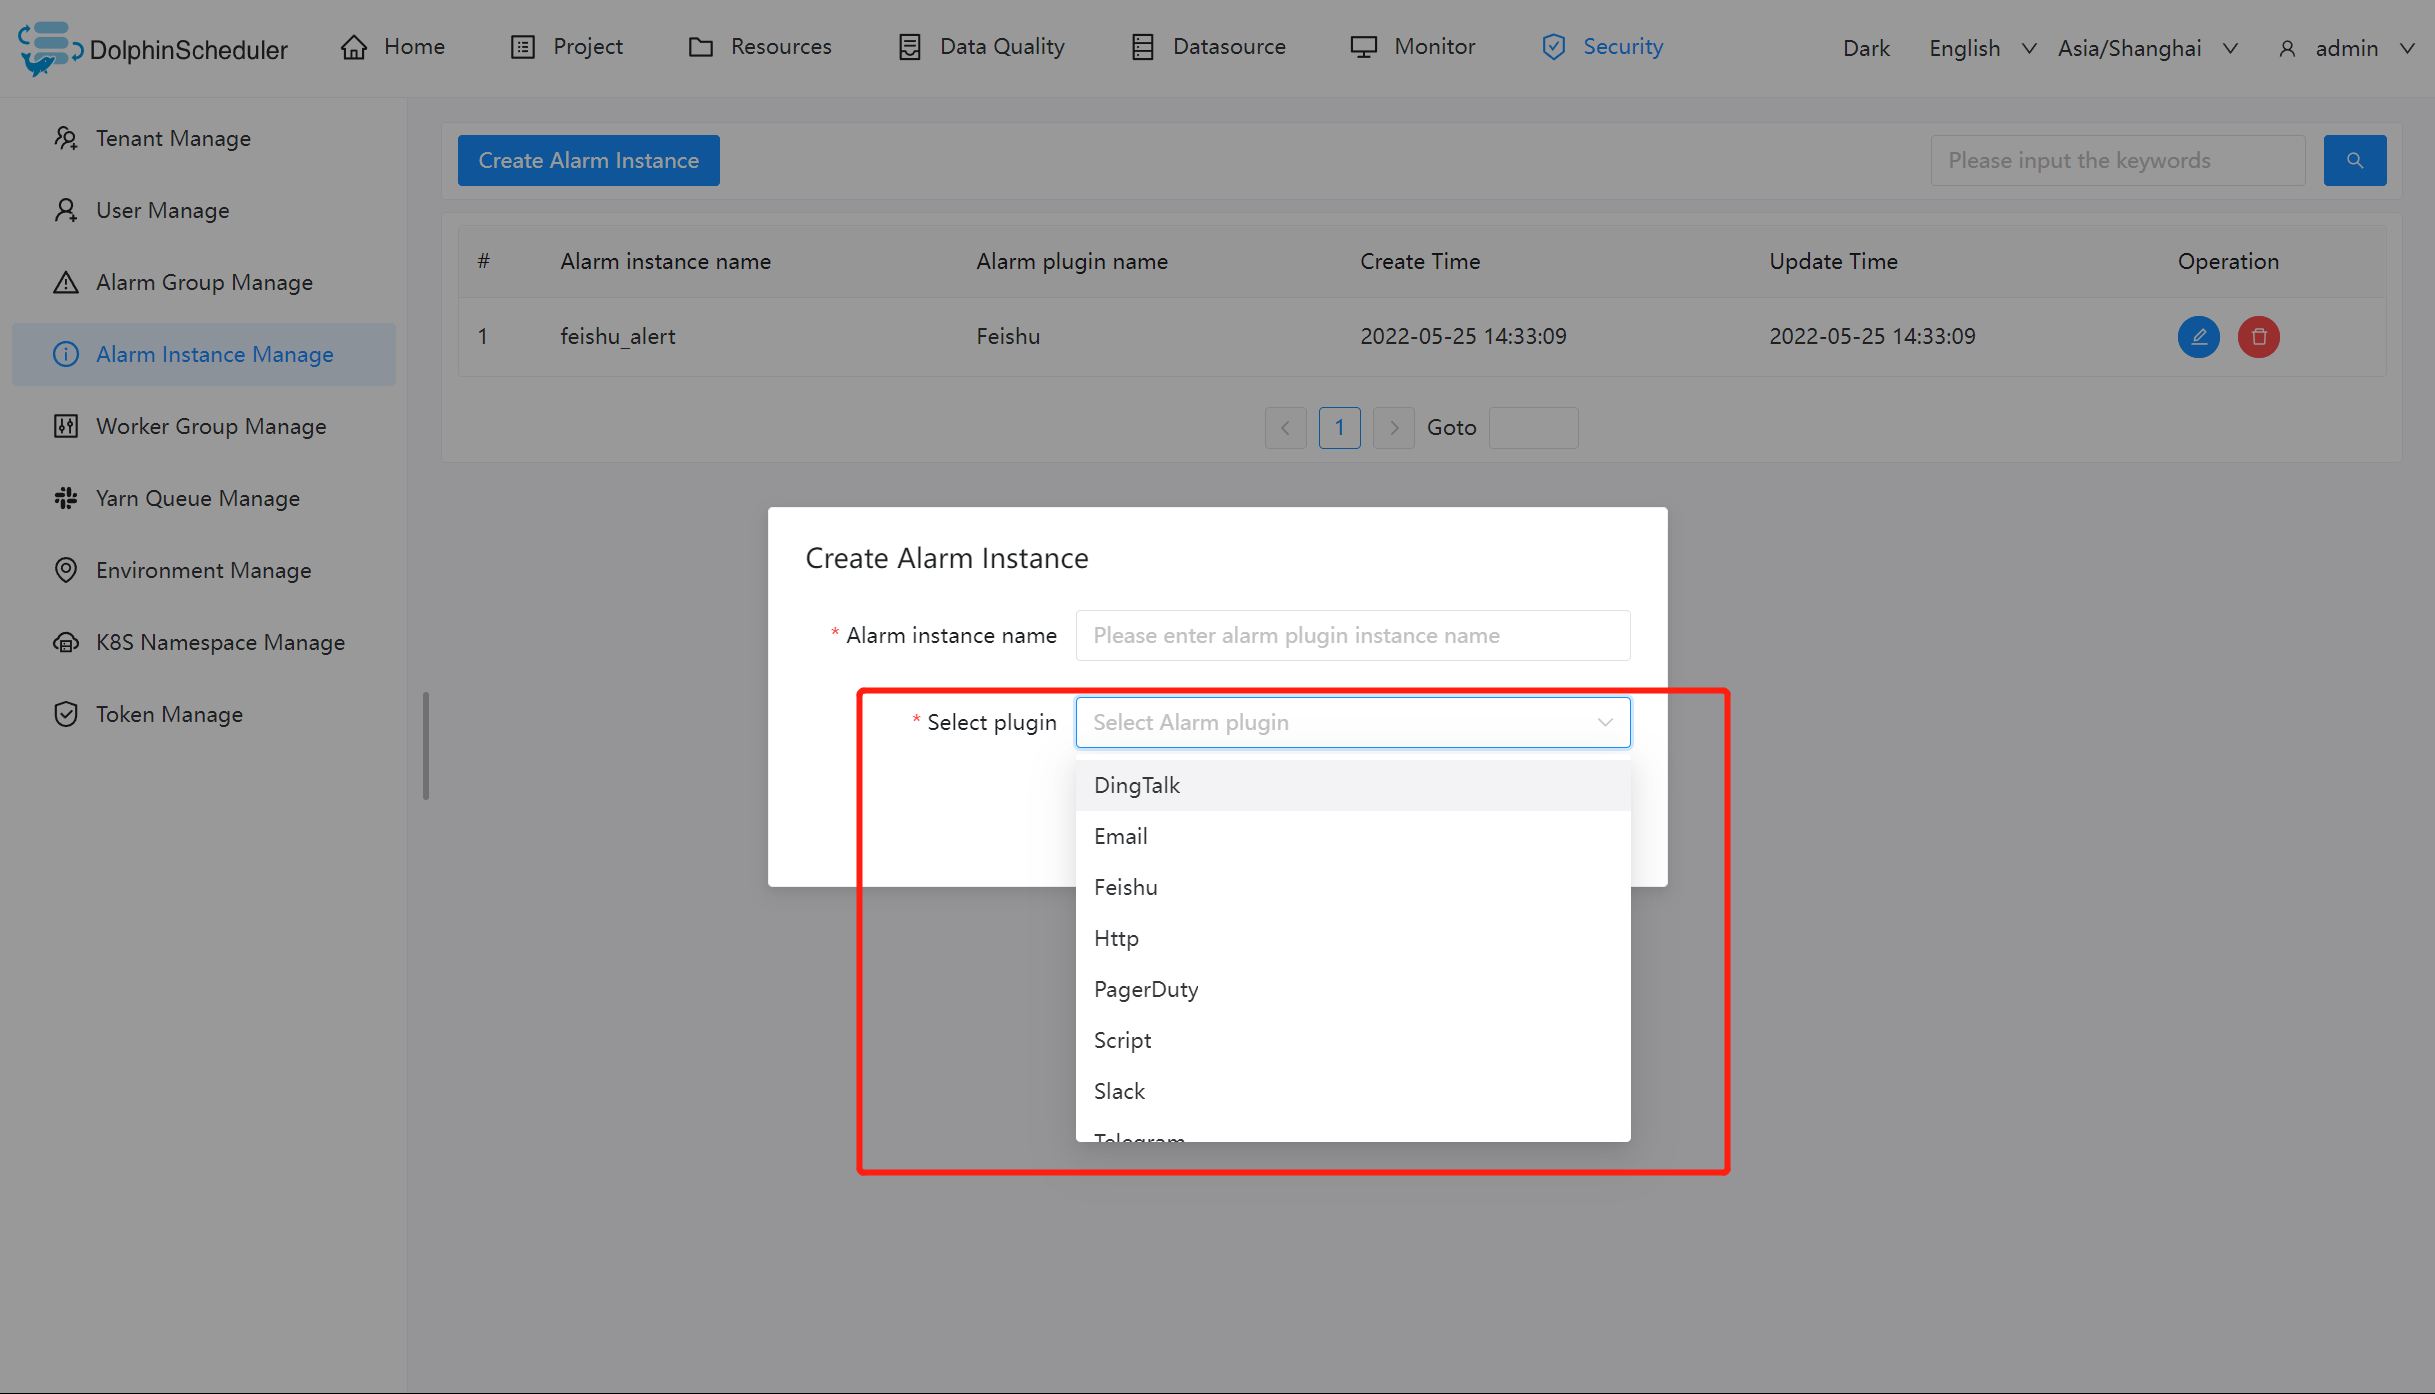 DolphinScheduler Home Project Resources Data Quality Datasource Monitor Security Dark English Asia/Shanghai admin
Tenant Manage
User Manage
Alarm Group Manage
Alarm Instance Manage
Worker Group Manage
Yarn Queue Manage
Environment Manage
K8S Namespace Manage
Token Manage
Create Alarm Instance Please input the keywords
# Alarm instance name Alarm plugin name Create Time Update Time Operation
1 feishu_alert Feishu 2022-05-25 14:33:09 2022-05-25 14:33:09
1 Goto
Create Alarm Instance
* Alarm instance name Please enter alarm plugin instance name
* Select plugin Select Alarm plugin
DingTalk
Email
Feishu
Http
PagerDuty
Script
Slack
Telegram